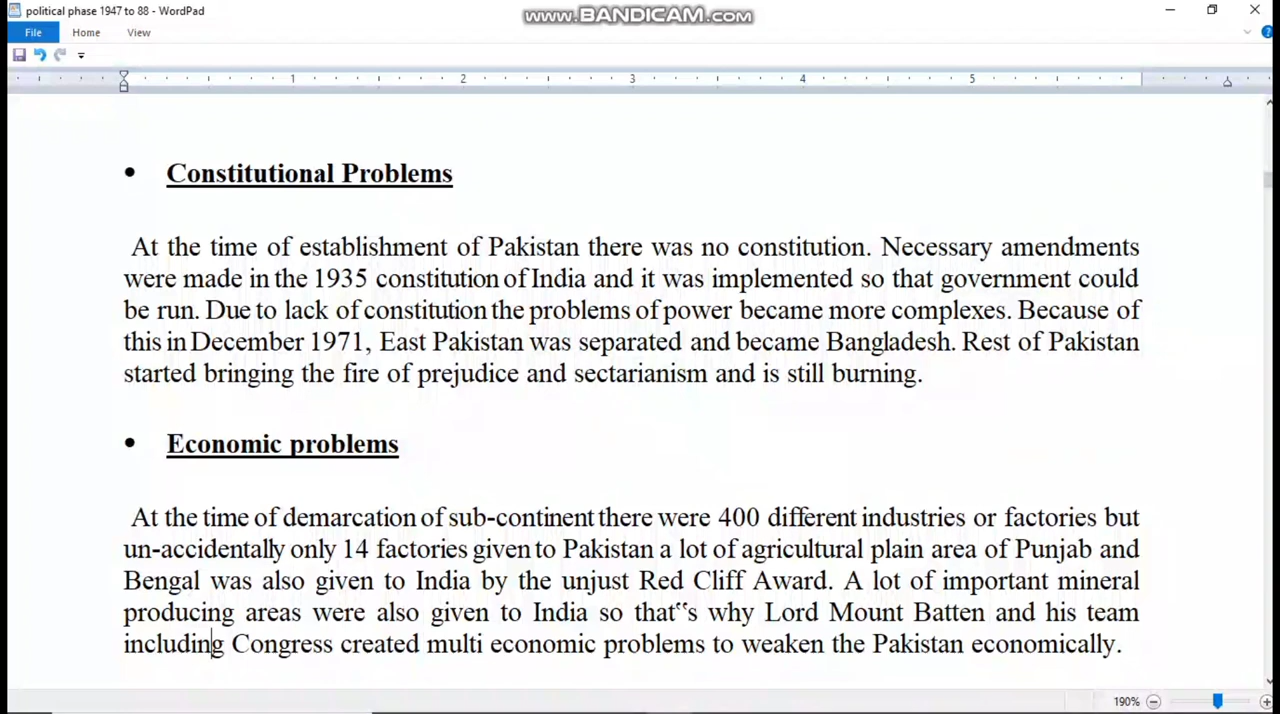 political phase 1947 to 88 - WordPad
www.BANDICAM.com
File Home View
1 2 3 4 5
• Constitutional Problems
At the time of establishment of Pakistan there was no constitution. Necessary amendments
were made in the 1935 constitution of India and it was implemented so that government could
be run. Due to lack of constitution the problems of power became more complexes. Because of
this in December 1971, East Pakistan was separated and became Bangladesh. Rest of Pakistan
started bringing the fire of prejudice and sectarianism and is still burning.
• Economic problems
At the time of demarcation of sub-continent there were 400 different industries or factories but
un-accidentally only 14 factories given to Pakistan a lot of agricultural plain area of Punjab and
Bengal was also given to India by the unjust Red Cliff Award. A lot of important mineral
producing areas were also given to India so that‟s why Lord Mount Batten and his team
including Congress created multi economic problems to weaken the Pakistan economically.
190%